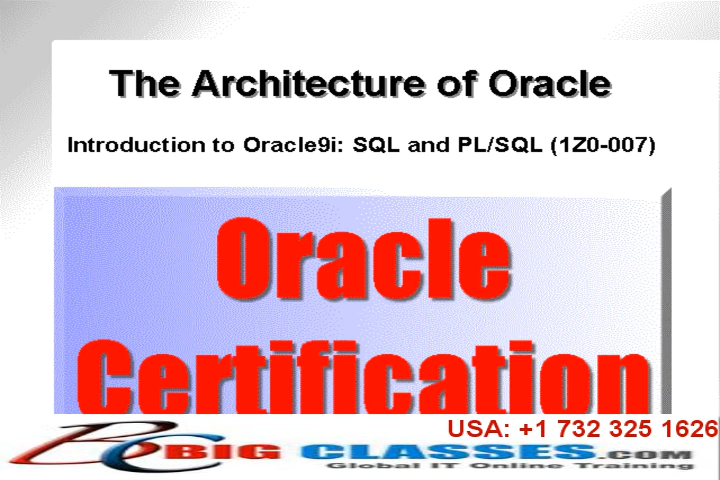 The Architecture of Oracle
Introduction to Oracle9i: SQL and PL/SQL (1Z0-007)
Oracle
Certification
USA: +1 732 325 1626
BIG CLASSES.COM
Global IT Online Training